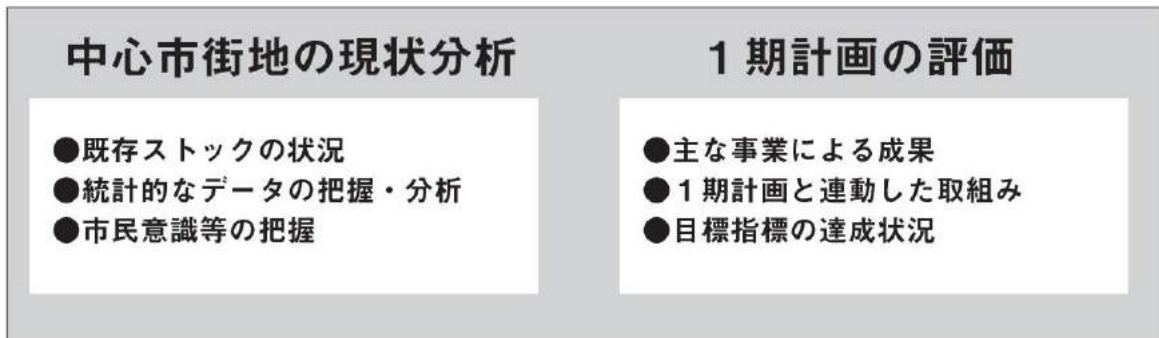 中心市街地の現状分析
●既存ストックの状況
●統計的なデータの把握・分析
●市民意識等の把握
1期計画の評価
●主な事業による成果
●1期計画と連動した取組み
●目標指標の達成状況